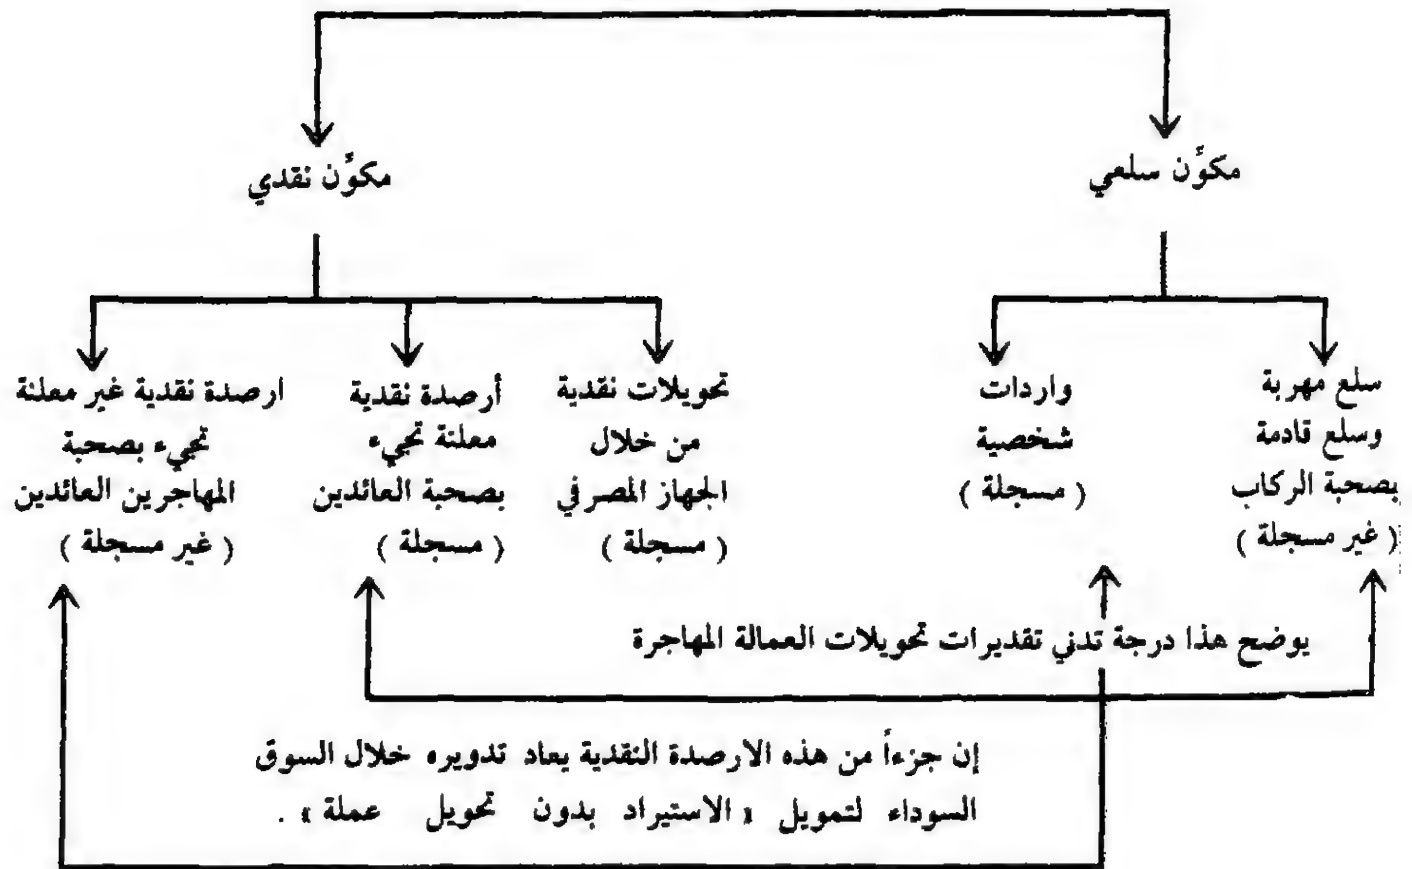 مكوَّن سلعي
مكوَّن نقدي
سلع مهربة
وسلع قادمة
بصحبة الركاب
( غير مسجلة )
واردات
شخصية
( مسجلة )
تحويلات نقدية
من خلال
الجهاز المصرفي
( مسجلة )
أرصدة نقدية
معلنة تجيء
بصحبة العائدين
( مسجلة )
ارصدة نقدية غير معلنة
تجيء بصحبة
المهاجرين العائدين
( غير مسجلة )
يوضح هذا درجة تدني تقديرات تحويلات العمالة المهاجرة
إن جزءاً من هذه الارصدة النقدية يعاد تدويره خلال السوق
السوداء لتمويل « الاستيراد بدون تحويل عملة » .